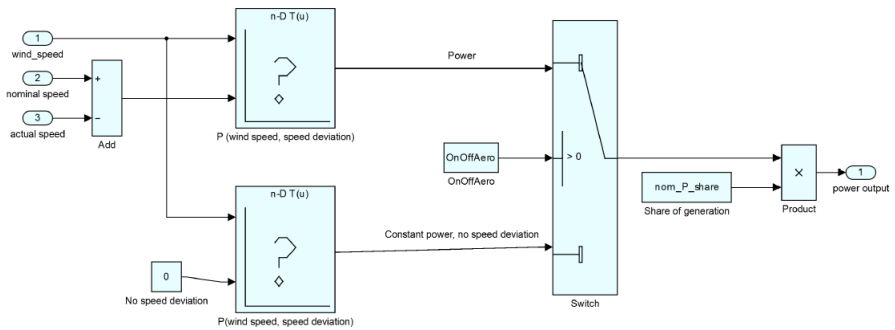 n-D T(u)
1
wind_speed
Power
2
nominal speed
+
3
actual speed
−
Add
P (wind speed, speed deviation)
OnOffAero
OnOffAero
> 0
×
1
power output
Product
nom_P_share
Share of generation
n-D T(u)
Constant power, no speed deviation
0
No speed deviation
P(wind speed, speed deviation)
Switch